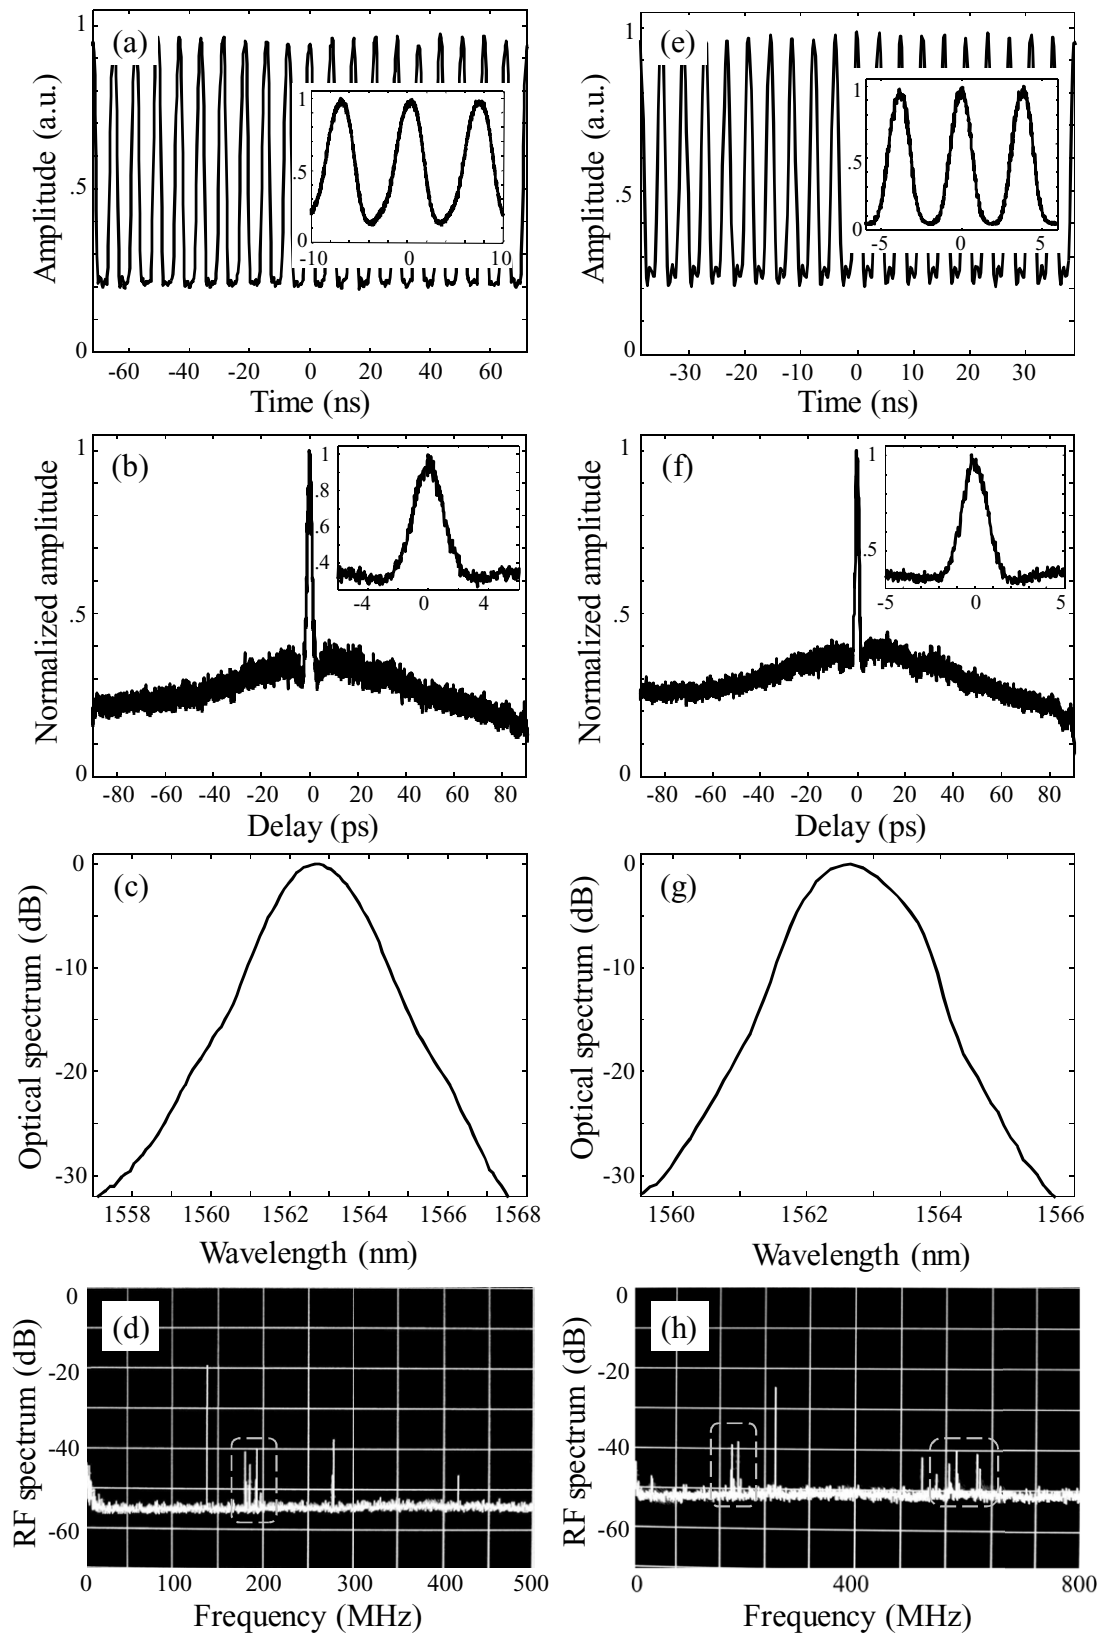 (a)
Amplitude (a.u.)
1
.5
0
-60 -40 -20 0 20 40 60
Time (ns)
1
.5
0
-10 0 10
(e)
Amplitude (a.u.)
1
.5
0
-30 -20 -10 0 10 20 30
Time (ns)
1
.5
0
-5 0 5
(b)
Normalized amplitude
1
.5
0
-80 -60 -40 -20 0 20 40 60 80
Delay (ps)
1
.8
.6
.4
-4 0 4
(f)
Normalized amplitude
1
.5
0
-80 -60 -40 -20 0 20 40 60 80
Delay (ps)
1
.5
-5 0 5
(c)
Optical spectrum (dB)
0
-10
-20
-30
1558 1560 1562 1564 1566 1568
Wavelength (nm)
(g)
Optical spectrum (dB)
0
-10
-20
-30
1560 1562 1564 1566
Wavelength (nm)
(d)
RF spectrum (dB)
0
-20
-40
-60
0 100 200 300 400 500
Frequency (MHz)
(h)
RF spectrum (dB)
0
-20
-40
-60
0 400 800
Frequency (MHz)